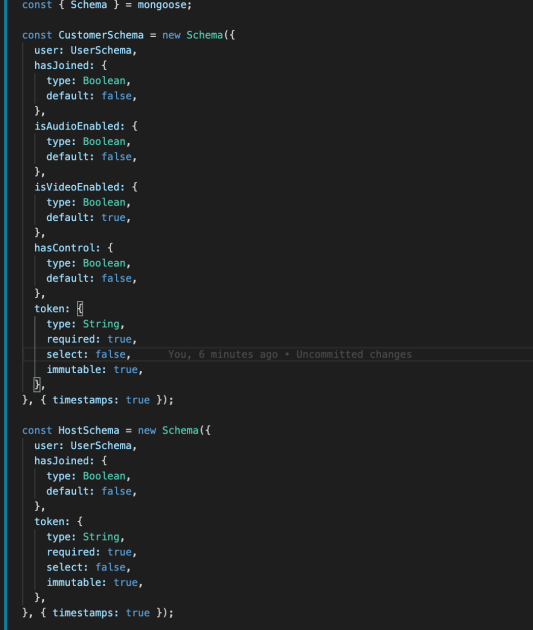 const { Schema } = mongoose;
const CustomerSchema = new Schema({
user: UserSchema,
hasJoined: {
type: Boolean,
default: false,
},
isAudioEnabled: {
type: Boolean,
default: false,
},
isVideoEnabled: {
type: Boolean,
default: true,
},
hasControl: {
type: Boolean,
default: false,
},
token: {
type: String,
required: true,
select: false, You, 6 minutes ago • Uncommitted changes
immutable: true,
},
}, { timestamps: true });
const HostSchema = new Schema({
user: UserSchema,
hasJoined: {
type: Boolean,
default: false,
},
token: {
type: String,
required: true,
select: false,
immutable: true,
},
}, { timestamps: true });